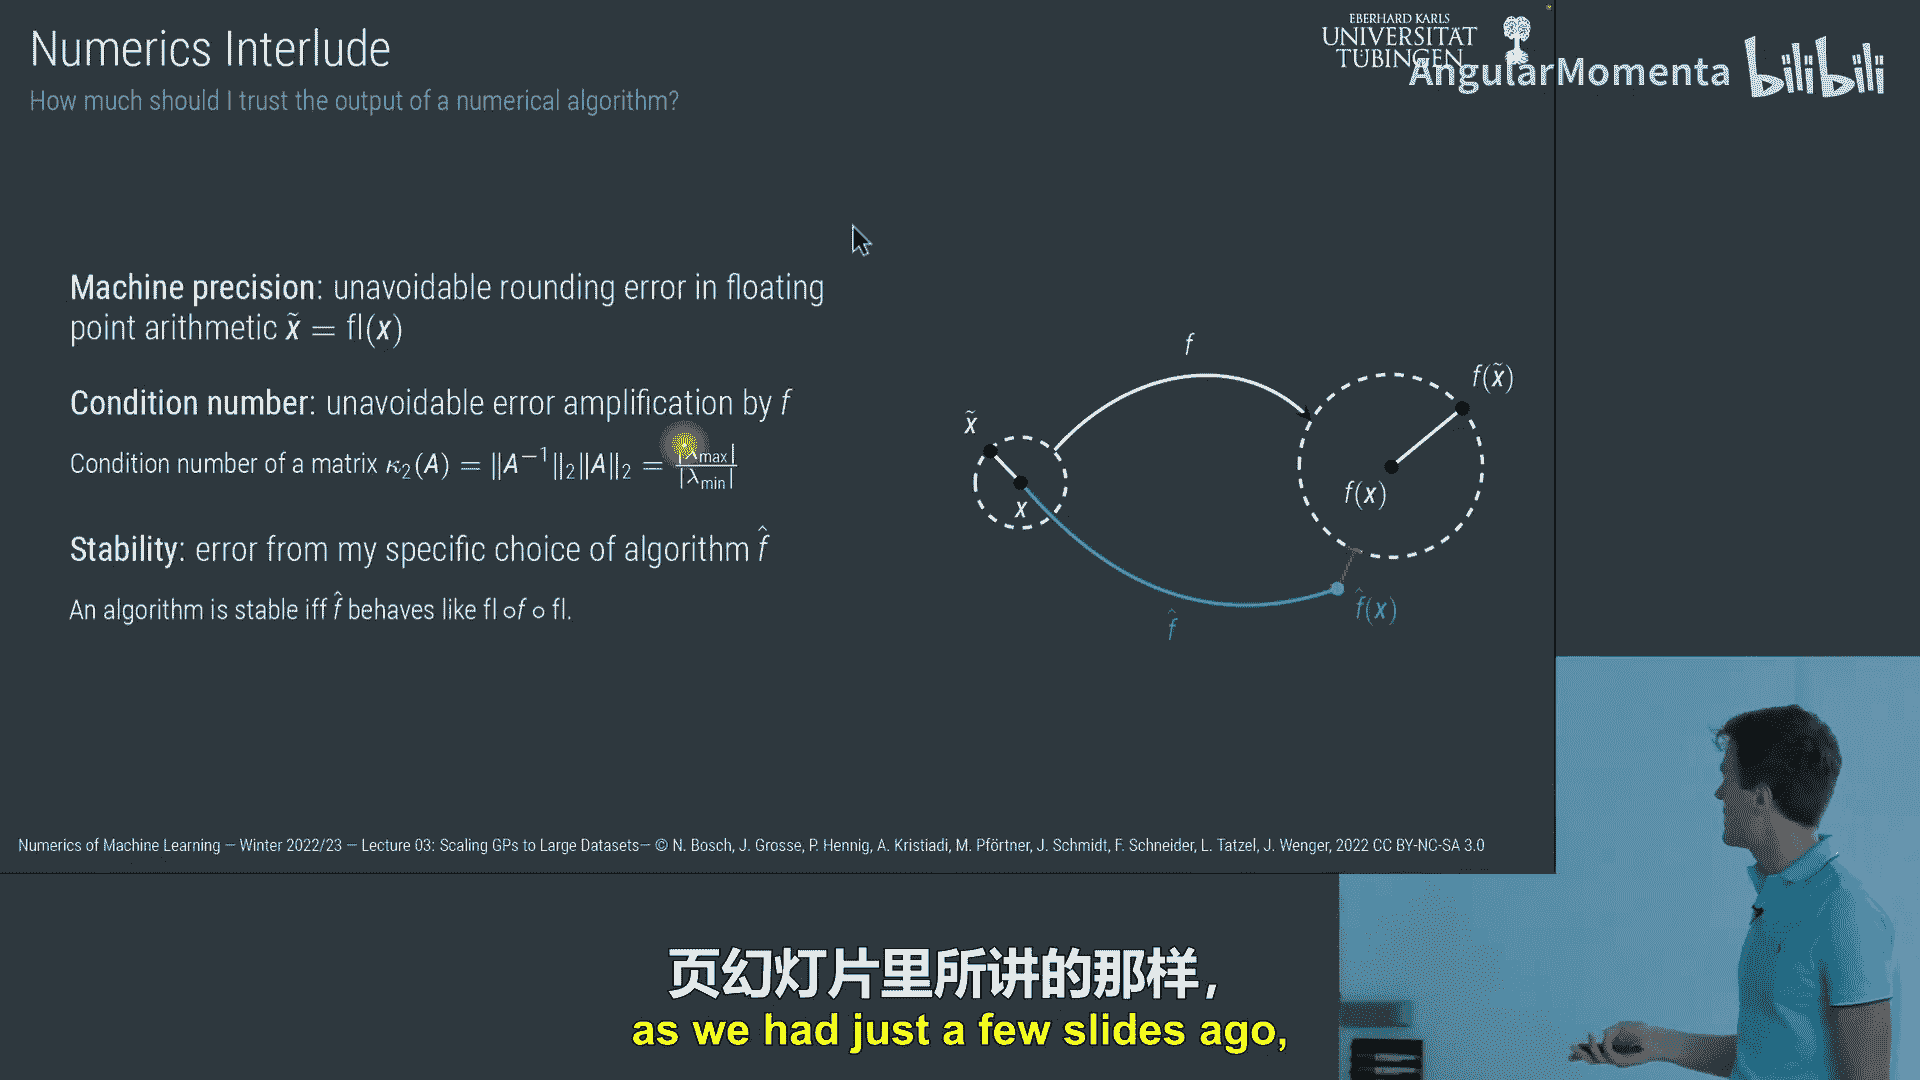 Numerics Interlude
How much should I trust the output of a numerical algorithm?
EBERHARD KARLS
UNIVERSITÄT
TÜBINGEN
AngularMomenta bilibili
Machine precision: unavoidable rounding error in floating
point arithmetic x̃ = fl(x)
Condition number: unavoidable error amplification by f
Condition number of a matrix κ₂(A) = ||A⁻¹||₂||A||₂ = |λmax| / |λmin|
Stability: error from my specific choice of algorithm f̂
An algorithm is stable iff f̂ behaves like fl ∘ f ∘ fl.
f
x̃
x
f(x̃)
f(x)
f̂
f̂(x)
Numerics of Machine Learning — Winter 2022/23 — Lecture 03: Scaling GPs to Large Datasets— © N. Bosch, J. Grosse, P. Hennig, A. Kristiadi, M. Pförtner, J. Schmidt, F. Schneider, L. Tatzel, J. Wenger, 2022 CC BY-NC-SA 3.0
页幻灯片里所讲的那样，
as we had just a few slides ago,